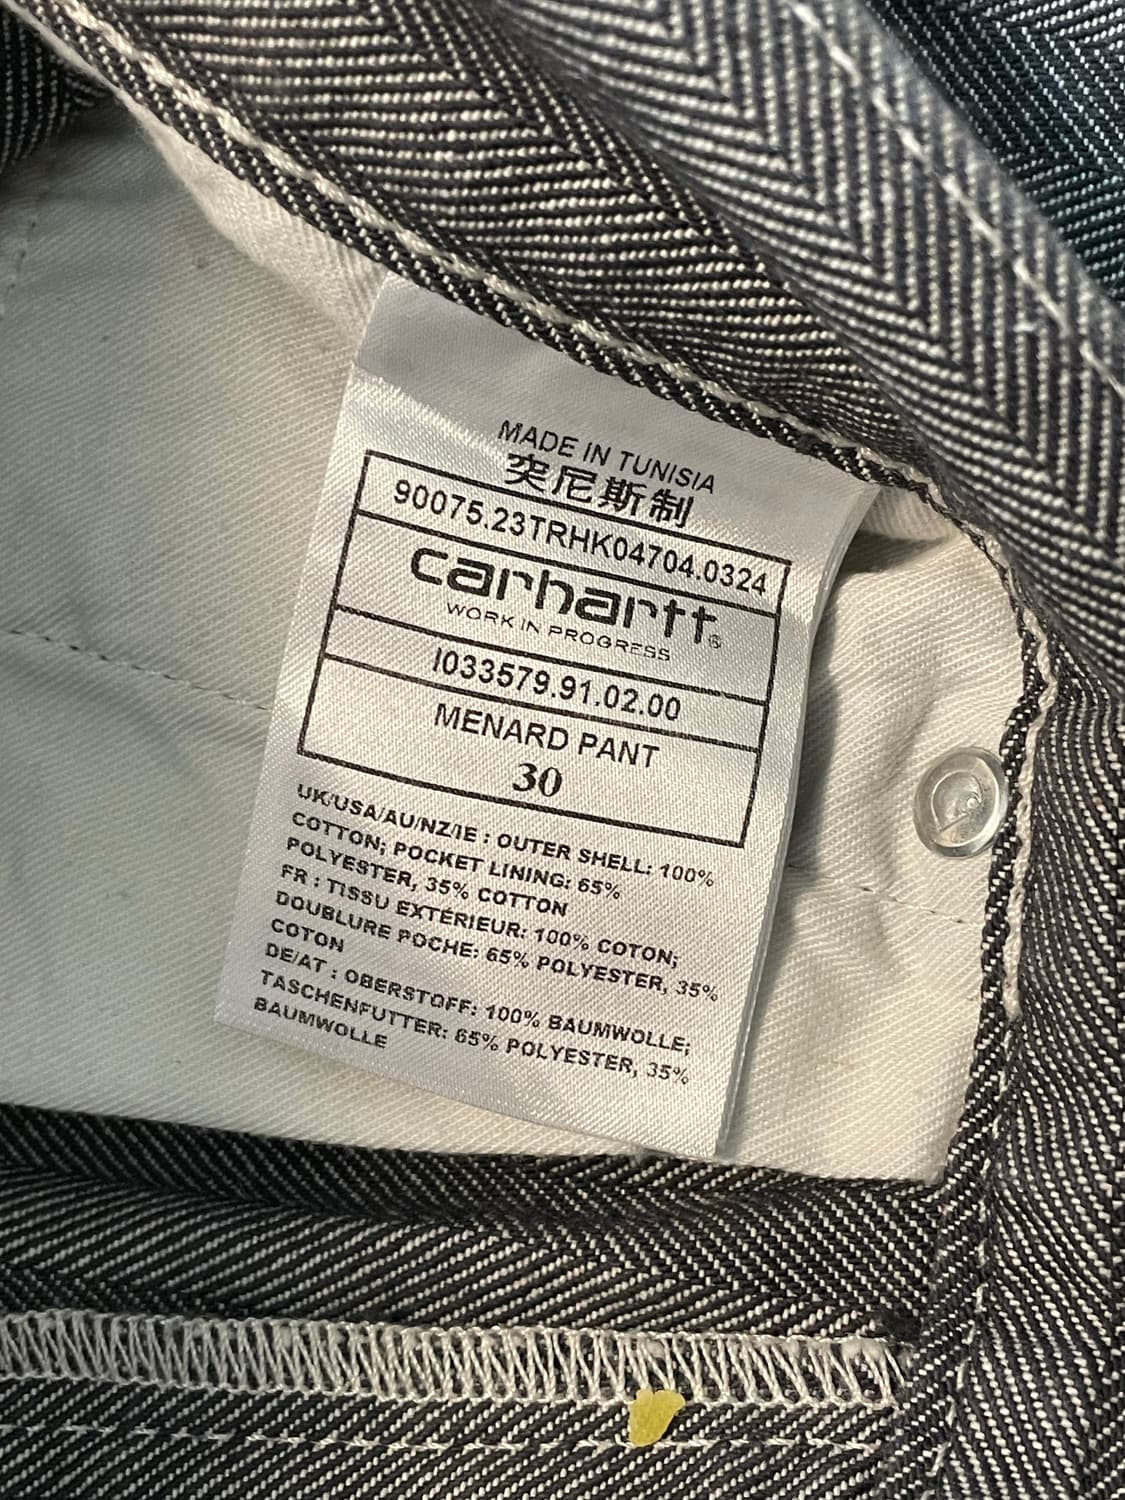 MADE IN TUNISIA
突尼斯制
90075.23TRHK04704.0324
carhartt®
WORK IN PROGRESS
I033579.91.02.00
MENARD PANT
30
UK/USA/AU/NZ/IE : OUTER SHELL: 100%
COTTON; POCKET LINING: 65%
POLYESTER, 35% COTTON
FR : TISSU EXTÉRIEUR: 100% COTON;
DOUBLURE POCHE: 65% POLYESTER, 35%
COTON
DE/AT : OBERSTOFF: 100% BAUMWOLLE;
TASCHENFUTTER: 65% POLYESTER, 35%
BAUMWOLLE